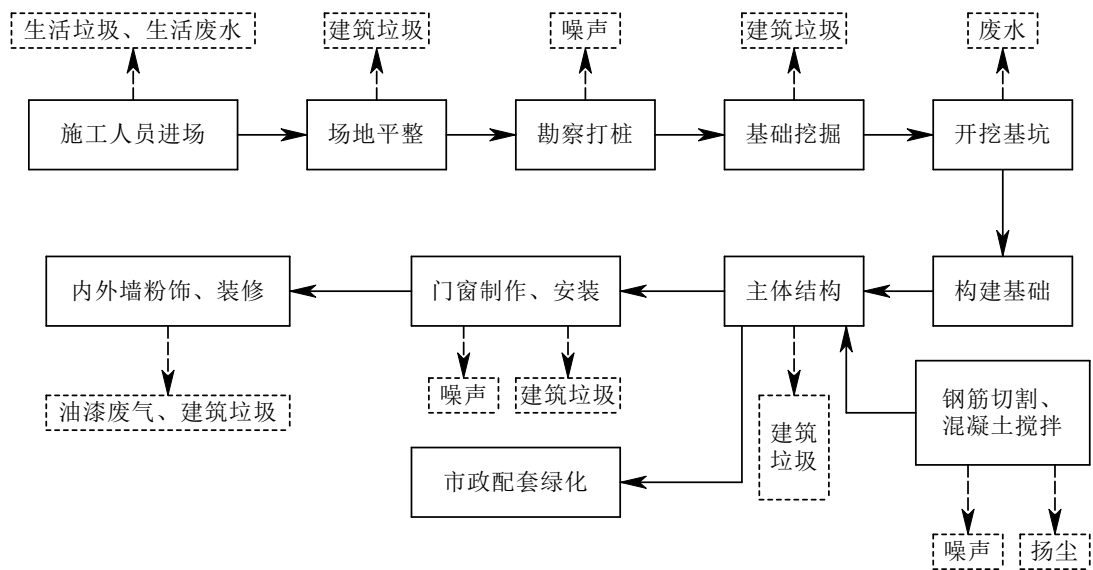 生活垃圾、生活废水
建筑垃圾
噪声
建筑垃圾
废水
施工人员进场
场地平整
勘察打桩
基础挖掘
开挖基坑
内外墙粉饰、装修
门窗制作、安装
主体结构
构建基础
油漆废气、建筑垃圾
噪声
建筑垃圾
建筑
垃圾
钢筋切割、
混凝土搅拌
市政配套绿化
噪声
扬尘